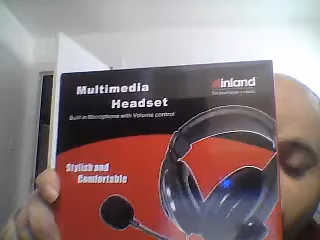 Multimedia
Headset
Built in Microphone with Volume control
inland
Stylish and
Comfortable